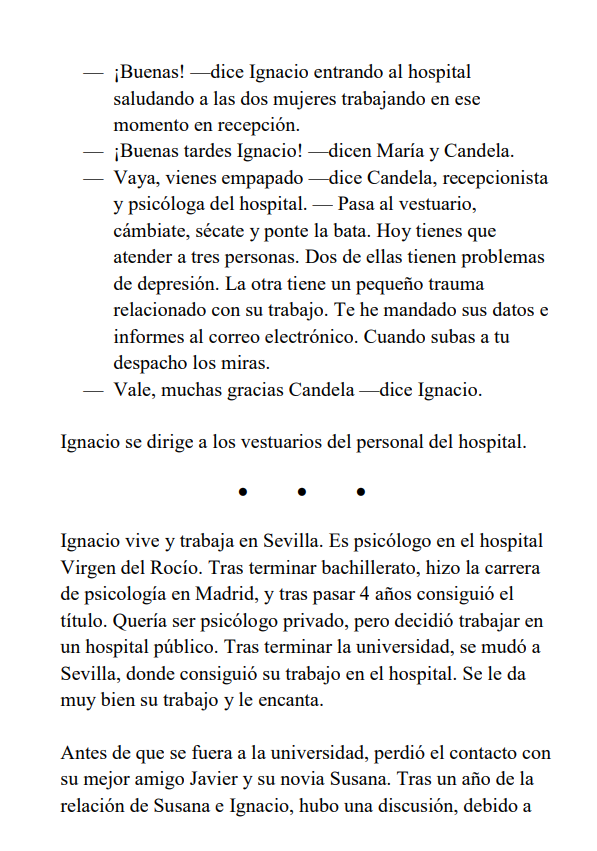 — ¡Buenas! —dice Ignacio entrando al hospital
saludando a las dos mujeres trabajando en ese
momento en recepción.
— ¡Buenas tardes Ignacio! —dicen María y Candela.
— Vaya, vienes empapado —dice Candela, recepcionista
y psicóloga del hospital. — Pasa al vestuario,
cámbiate, sécate y ponte la bata. Hoy tienes que
atender a tres personas. Dos de ellas tienen problemas
de depresión. La otra tiene un pequeño trauma
relacionado con su trabajo. Te he mandado sus datos e
informes al correo electrónico. Cuando subas a tu
despacho los miras.
— Vale, muchas gracias Candela —dice Ignacio.
Ignacio se dirige a los vestuarios del personal del hospital.
• • •
Ignacio vive y trabaja en Sevilla. Es psicólogo en el hospital
Virgen del Rocío. Tras terminar bachillerato, hizo la carrera
de psicología en Madrid, y tras pasar 4 años consiguió el
título. Quería ser psicólogo privado, pero decidió trabajar en
un hospital público. Tras terminar la universidad, se mudó a
Sevilla, donde consiguió su trabajo en el hospital. Se le da
muy bien su trabajo y le encanta.
Antes de que se fuera a la universidad, perdió el contacto con
su mejor amigo Javier y su novia Susana. Tras un año de la
relación de Susana e Ignacio, hubo una discusión, debido a